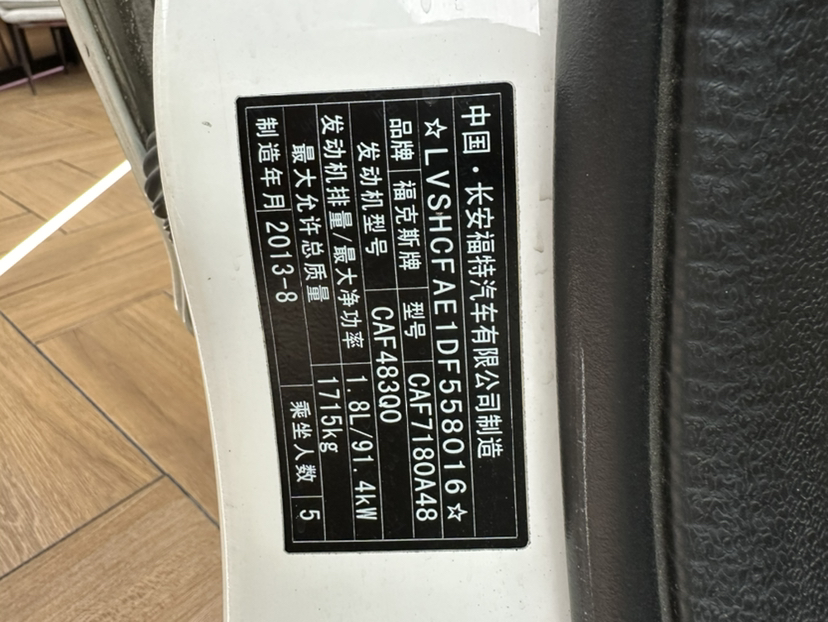 中国·长安福特汽车有限公司制造
☆LVSHCFAE1DF558016☆
品牌 福克斯牌 型号 CAF7180A48
发动机型号 CAF483Q0
发动机排量/最大净功率 1.8L/91.4kW
最大允许总质量 1715kg
制造年月 2013-8 乘坐人数 5